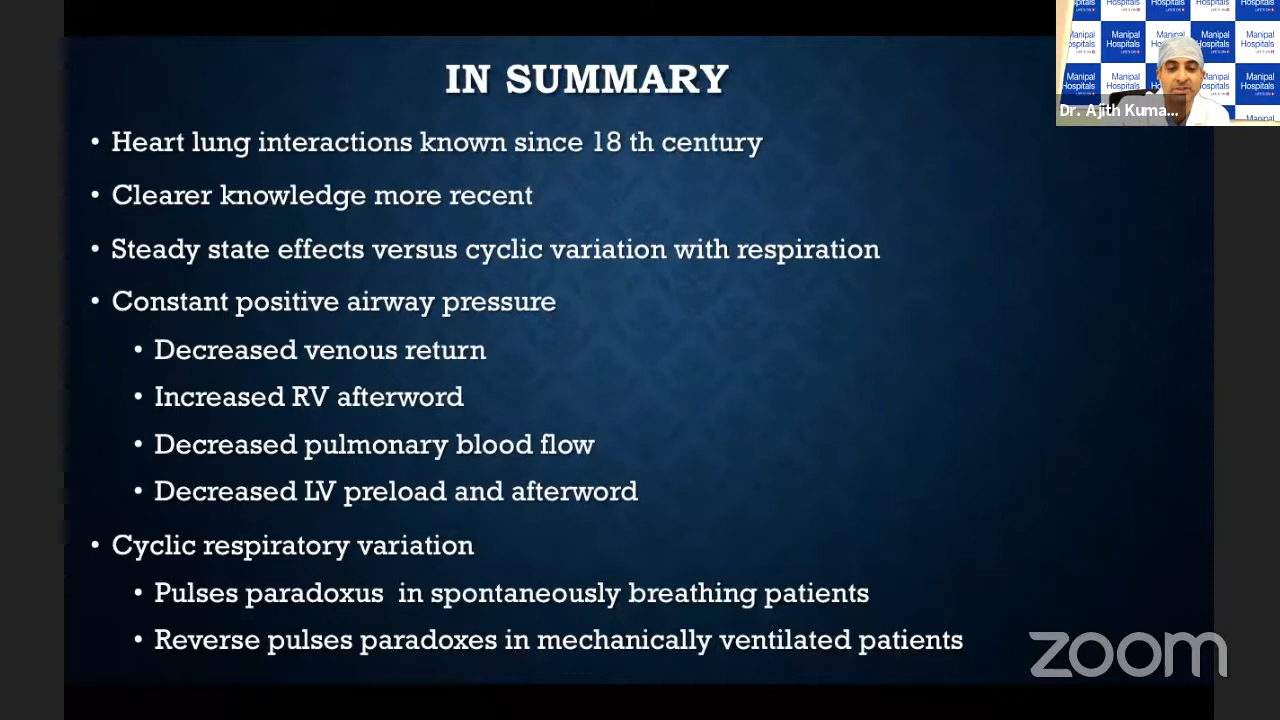 IN SUMMARY
• Heart lung interactions known since 18 th century
• Clearer knowledge more recent
• Steady state effects versus cyclic variation with respiration
• Constant positive airway pressure
• Decreased venous return
• Increased RV afterword
• Decreased pulmonary blood flow
• Decreased LV preload and afterword
• Cyclic respiratory variation
• Pulses paradoxus in spontaneously breathing patients
• Reverse pulses paradoxes in mechanically ventilated patients
Manipal Hospitals
Dr. Ajith Kuma...
zoom